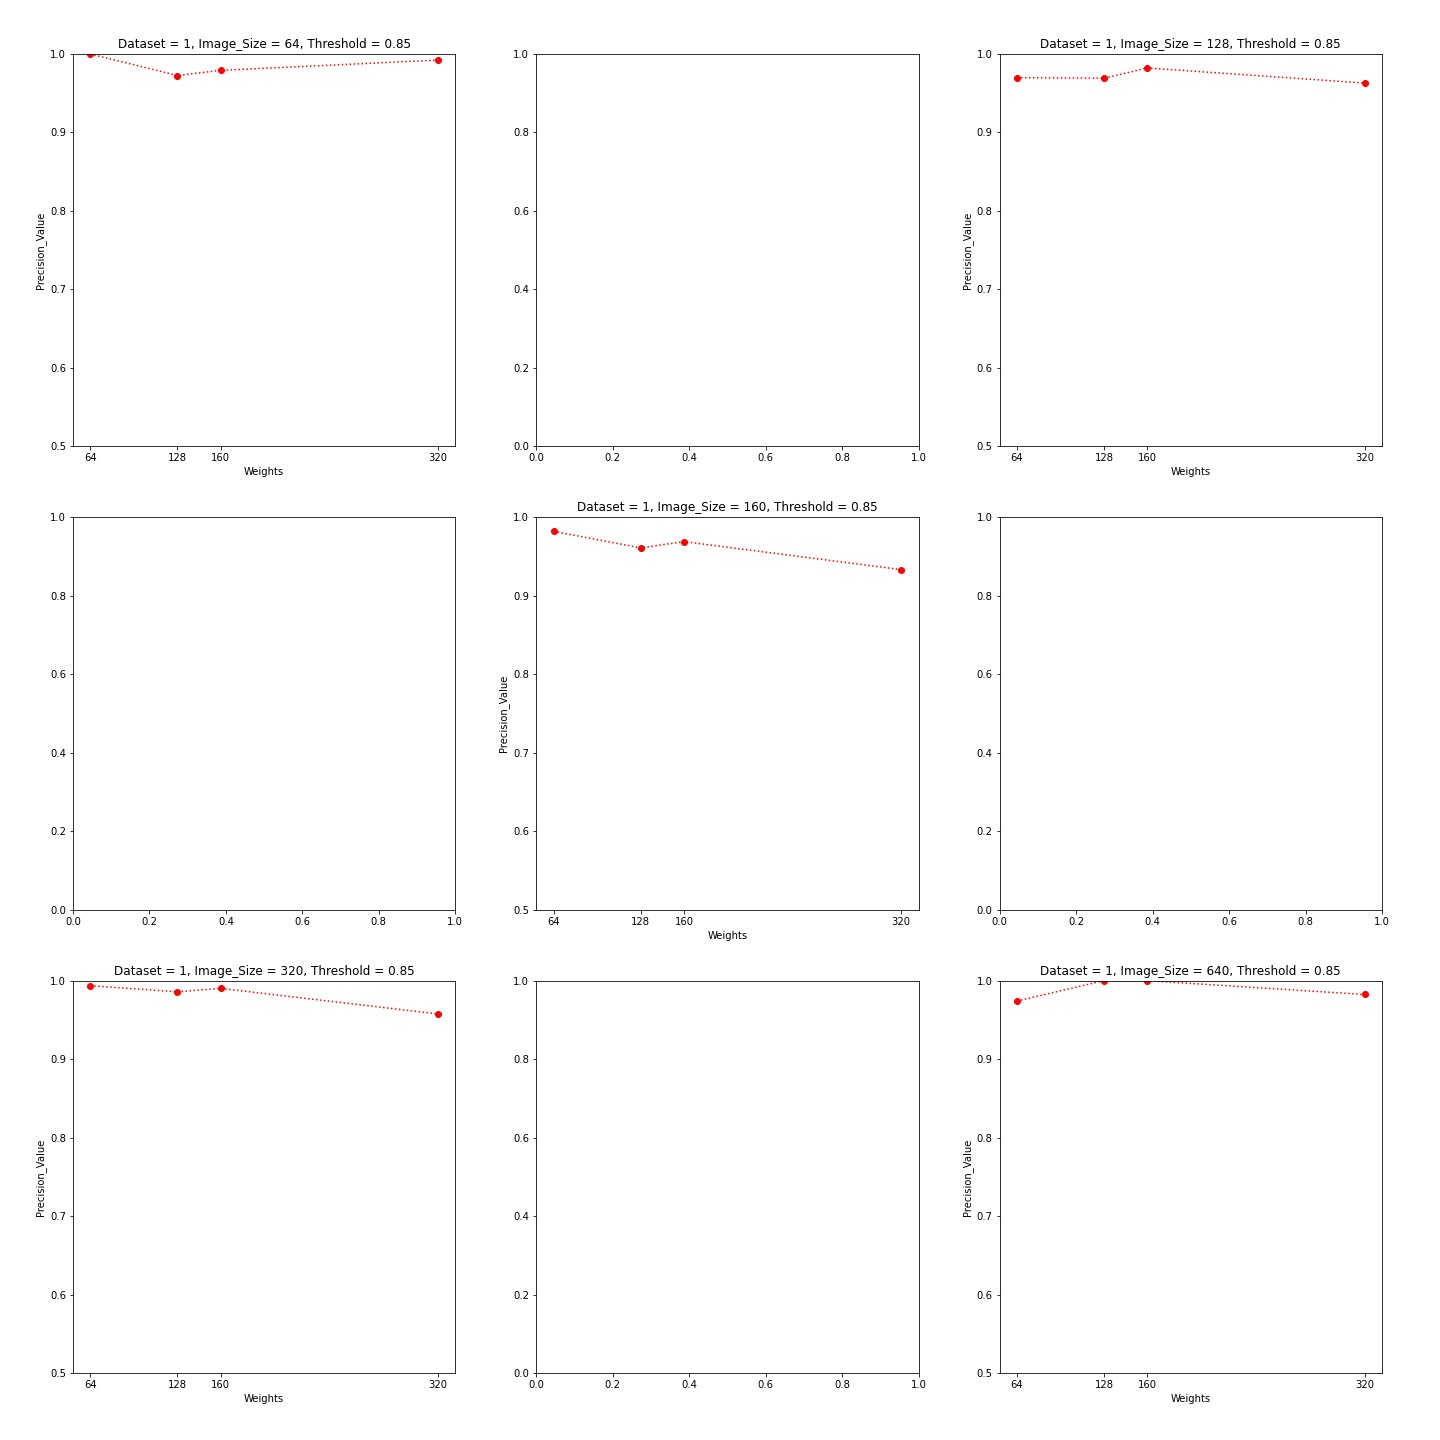 Dataset = 1, Image_Size = 64, Threshold = 0.85
1.0
0.9
0.8
0.7
0.6
0.5
Precision_Value
64 128 160 320
Weights
1.0
0.8
0.6
0.4
0.2
0.0
0.0 0.2 0.4 0.6 0.8 1.0
Dataset = 1, Image_Size = 128, Threshold = 0.85
1.0
0.9
0.8
0.7
0.6
0.5
Precision_Value
64 128 160 320
Weights
1.0
0.8
0.6
0.4
0.2
0.0
0.0 0.2 0.4 0.6 0.8 1.0
Dataset = 1, Image_Size = 160, Threshold = 0.85
1.0
0.9
0.8
0.7
0.6
0.5
Precision_Value
64 128 160 320
Weights
1.0
0.8
0.6
0.4
0.2
0.0
0.0 0.2 0.4 0.6 0.8 1.0
Dataset = 1, Image_Size = 320, Threshold = 0.85
1.0
0.9
0.8
0.7
0.6
0.5
Precision_Value
64 128 160 320
Weights
1.0
0.8
0.6
0.4
0.2
0.0
0.0 0.2 0.4 0.6 0.8 1.0
Dataset = 1, Image_Size = 640, Threshold = 0.85
1.0
0.9
0.8
0.7
0.6
0.5
Precision_Value
64 128 160 320
Weights